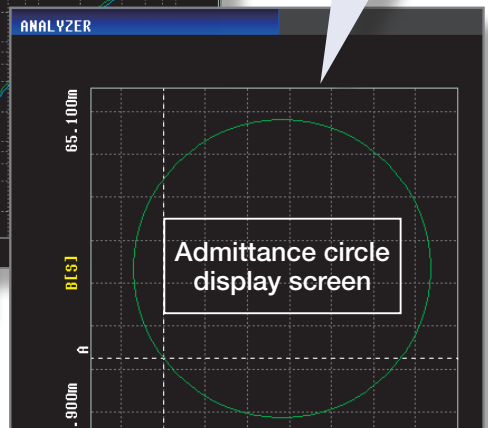 ANALYZER
65.100m
B[S]
A
.900m
Admittance circle
display screen